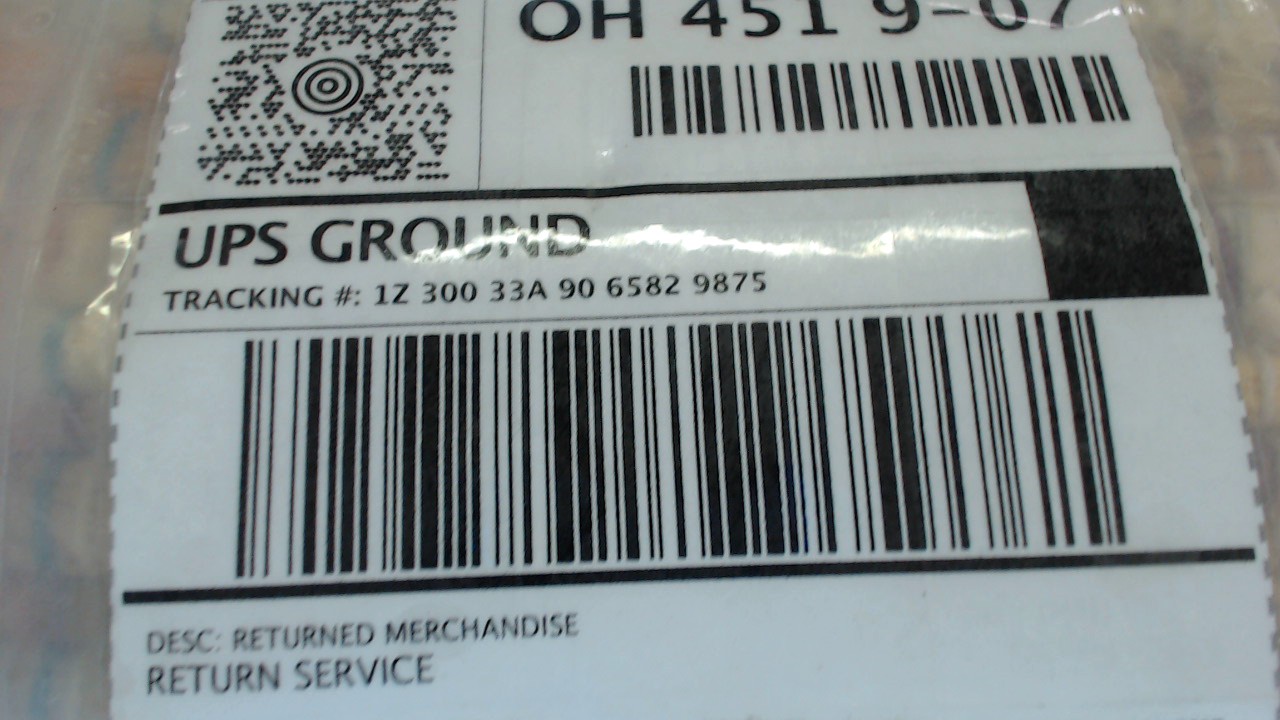 OH 451 9-07
UPS GROUND
TRACKING #: 1Z 300 33A 90 6582 9875
DESC: RETURNED MERCHANDISE
RETURN SERVICE